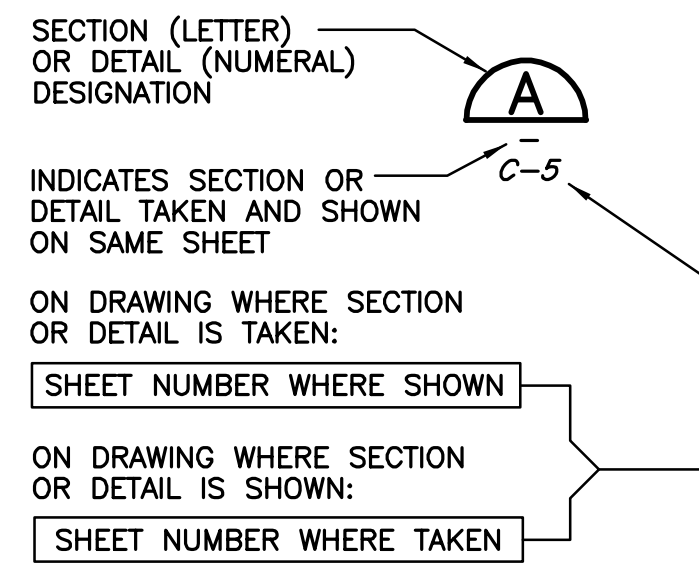 SECTION (LETTER)
OR DETAIL (NUMERAL)
DESIGNATION
A
–
C–5
INDICATES SECTION OR
DETAIL TAKEN AND SHOWN
ON SAME SHEET
ON DRAWING WHERE SECTION
OR DETAIL IS TAKEN:
SHEET NUMBER WHERE SHOWN
ON DRAWING WHERE SECTION
OR DETAIL IS SHOWN:
SHEET NUMBER WHERE TAKEN